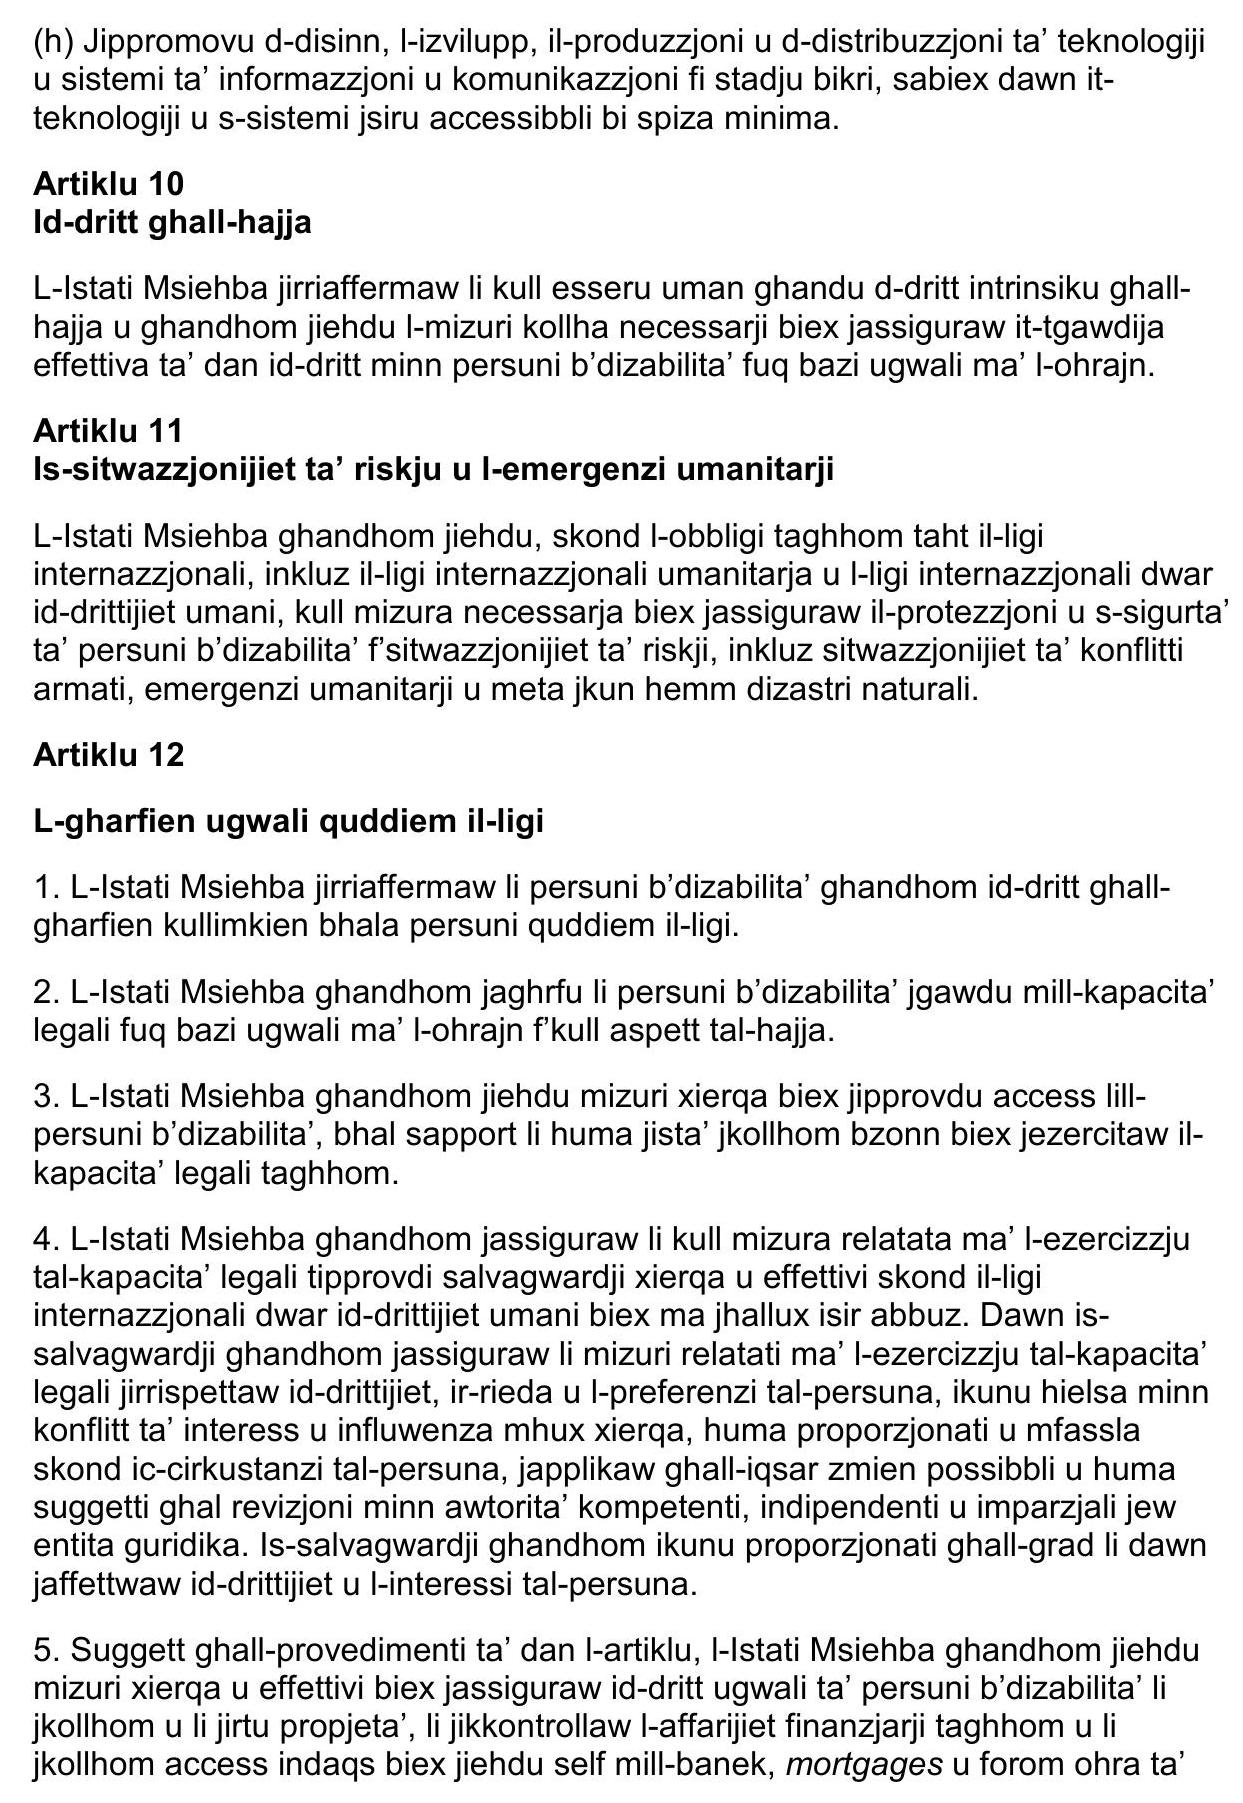 (h) Jippromovu d-disinn, l-izvilupp, il-produzzjoni u d-distribuzzjoni ta’ teknologiji
u sistemi ta’ informazzjoni u komunikazzjoni fi stadju bikri, sabiex dawn it-
teknologiji u s-sistemi jsiru accessibbli bi spiza minima.
Artiklu 10
Id-dritt ghall-hajja
L-Istati Msiehba jirriaffermaw li kull esseru uman ghandu d-dritt intrinsiku ghall-
hajja u ghandhom jiehdu l-mizuri kollha necessarji biex jassiguraw it-tgawdija
effettiva ta’ dan id-dritt minn persuni b’dizabilita’ fuq bazi ugwali ma’ l-ohrajn.
Artiklu 11
Is-sitwazzjonijiet ta’ riskju u l-emergenzi umanitarji
L-Istati Msiehba ghandhom jiehdu, skond l-obbligi taghhom taht il-ligi
internazzjonali, inkluz il-ligi internazzjonali umanitarja u l-ligi internazzjonali dwar
id-drittijiet umani, kull mizura necessarja biex jassiguraw il-protezzjoni u s-sigurta’
ta’ persuni b’dizabilita’ f’sitwazzjonijiet ta’ riskji, inkluz sitwazzjonijiet ta’ konflitti
armati, emergenzi umanitarji u meta jkun hemm dizastri naturali.
Artiklu 12
L-gharfien ugwali quddiem il-ligi
1. L-Istati Msiehba jirriaffermaw li persuni b’dizabilita’ ghandhom id-dritt ghall-
gharfien kullimkien bhala persuni quddiem il-ligi.
2. L-Istati Msiehba ghandhom jaghrfu li persuni b’dizabilita’ jgawdu mill-kapacita’
legali fuq bazi ugwali ma’ l-ohrajn f’kull aspett tal-hajja.
3. L-Istati Msiehba ghandhom jiehdu mizuri xierqa biex jipprovdu access lill-
persuni b’dizabilita’, bhal sapport li huma jista’ jkollhom bzonn biex jezercitaw il-
kapacita’ legali taghhom.
4. L-Istati Msiehba ghandhom jassiguraw li kull mizura relatata ma’ l-ezercizzju
tal-kapacita’ legali tipprovdi salvagwardji xierqa u effettivi skond il-ligi
internazzjonali dwar id-drittijiet umani biex ma jhallux isir abbuz. Dawn is-
salvagwardji ghandhom jassiguraw li mizuri relatati ma’ l-ezercizzju tal-kapacita’
legali jirrispettaw id-drittijiet, ir-rieda u l-preferenzi tal-persuna, ikunu hielsa minn
konflitt ta’ interess u influwenza mhux xierqa, huma proporzjonati u mfassla
skond ic-cirkustanzi tal-persuna, japplikaw ghall-iqsar zmien possibbli u huma
suggetti ghal revizjoni minn awtorita’ kompetenti, indipendenti u imparzjali jew
entita guridika. Is-salvagwardji ghandhom ikunu proporzjonati ghall-grad li dawn
jaffettwaw id-drittijiet u l-interessi tal-persuna.
5. Suggett ghall-provedimenti ta’ dan l-artiklu, l-Istati Msiehba ghandhom jiehdu
mizuri xierqa u effettivi biex jassiguraw id-dritt ugwali ta’ persuni b’dizabilita’ li
jkollhom u li jirtu propjeta’, li jikkontrollaw l-affarijiet finanzjarji taghhom u li
jkollhom access indaqs biex jiehdu self mill-banek, mortgages u forom ohra ta’